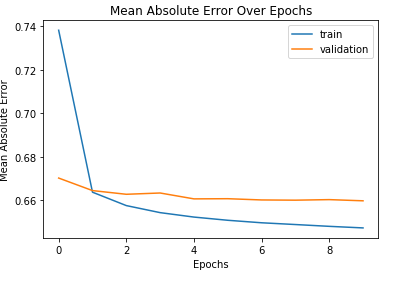 Mean Absolute Error Over Epochs
train
validation
Mean Absolute Error
0.74
0.72
0.70
0.68
0.66
0 2 4 6 8
Epochs